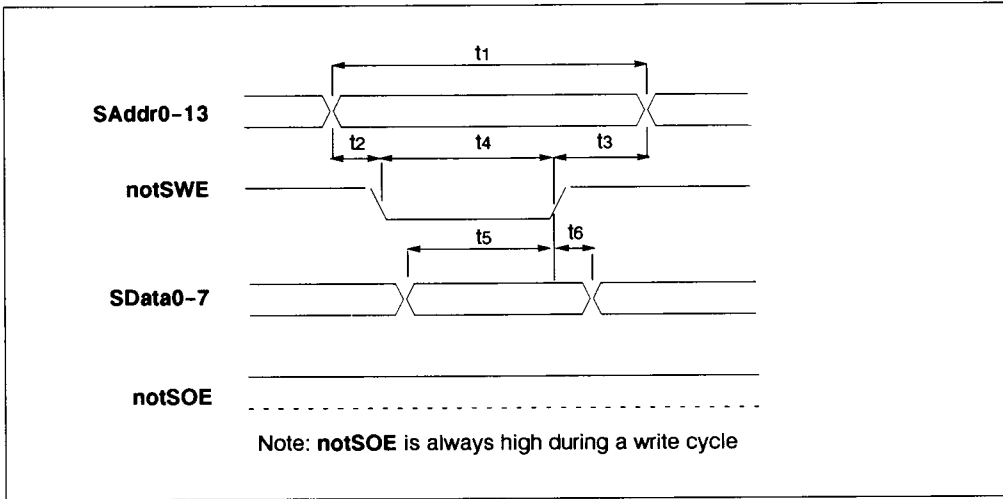 t1
SAddr0-13
t2 t4 t3
notSWE
t5 t6
SData0-7
notSOE
Note: notSOE is always high during a write cycle